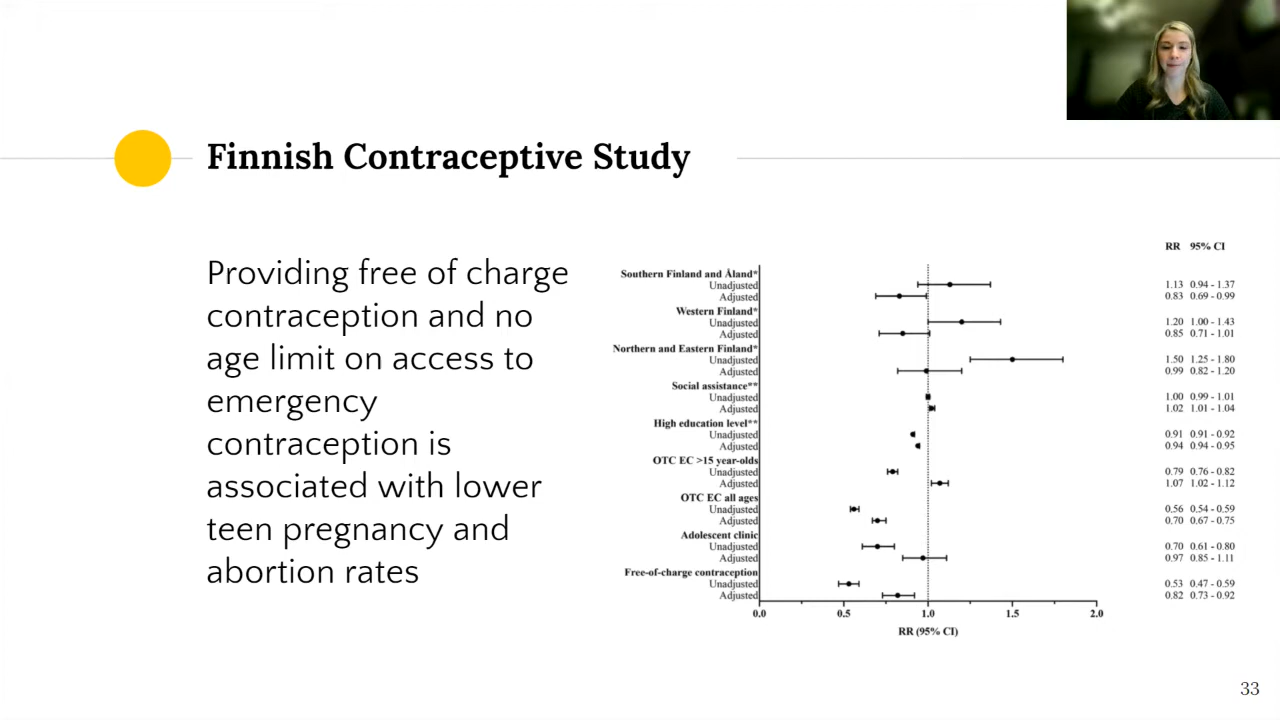 Finnish Contraceptive Study
Providing free of charge
contraception and no
age limit on access to
emergency
contraception is
associated with lower
teen pregnancy and
abortion rates
RR 95% CI
Southern Finland and Åland*
Unadjusted 1.13 0.94 - 1.37
Adjusted 0.83 0.69 - 0.99
Western Finland*
Unadjusted 1.20 1.00 - 1.43
Adjusted 0.85 0.71 - 1.01
Northern and Eastern Finland*
Unadjusted 1.50 1.25 - 1.80
Adjusted 0.99 0.82 - 1.20
Social assistance**
Unadjusted 1.00 0.99 - 1.01
Adjusted 1.02 1.01 - 1.04
High education level**
Unadjusted 0.91 0.91 - 0.92
Adjusted 0.94 0.94 - 0.95
OTC EC >15 year-olds
Unadjusted 0.79 0.76 - 0.82
Adjusted 1.07 1.02 - 1.12
OTC EC all ages
Unadjusted 0.56 0.54 - 0.59
Adjusted 0.70 0.67 - 0.75
Adolescent clinic
Unadjusted 0.70 0.61 - 0.80
Adjusted 0.97 0.85 - 1.11
Free-of-charge contraception
Unadjusted 0.53 0.47 - 0.59
Adjusted 0.82 0.73 - 0.92
0.0 0.5 1.0 1.5 2.0
RR (95% CI)
33